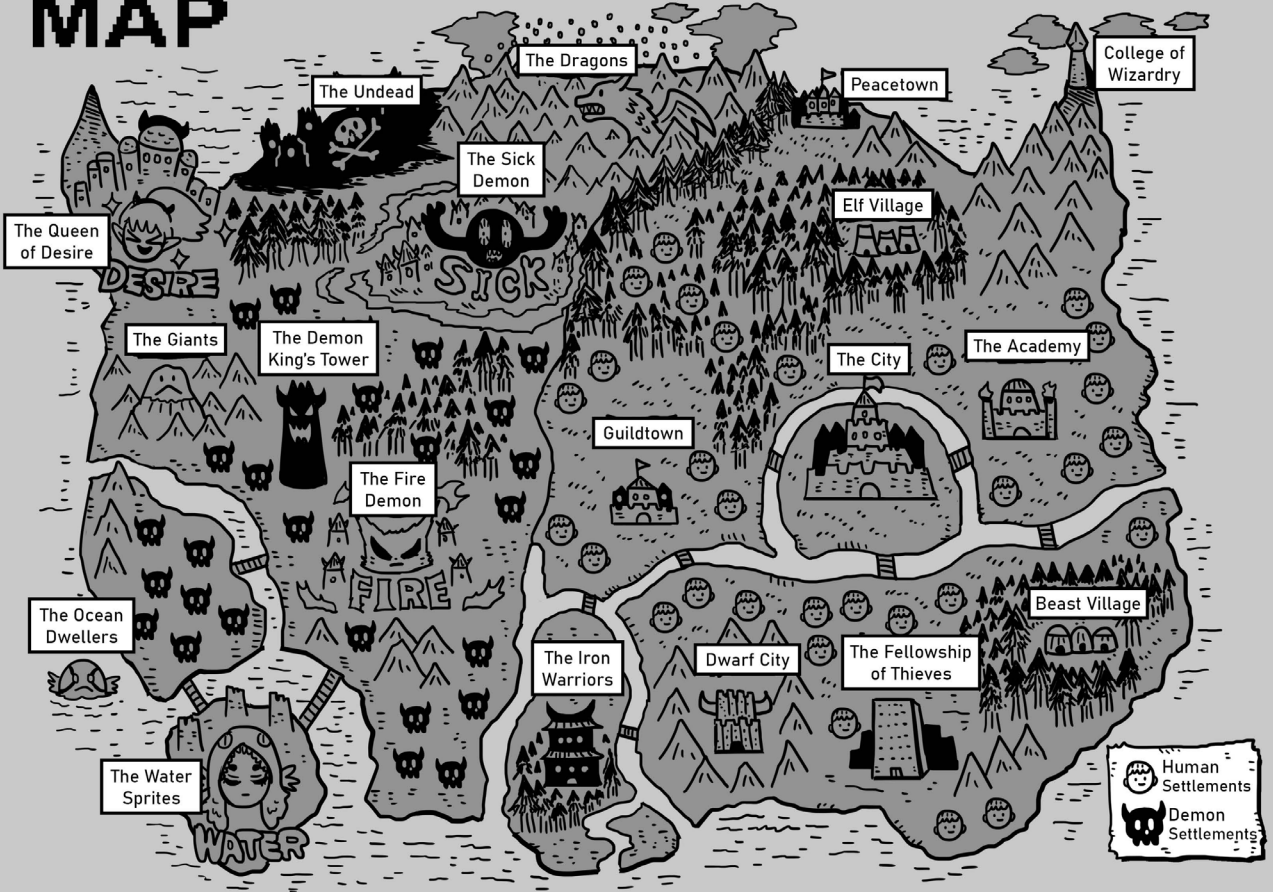 MAP
The Undead
The Dragons
Peacetown
College of
Wizardry
The Sick
Demon
Elf Village
The Queen
of Desire
DESIRE
SICK
The Giants
The Demon
King's Tower
The City
The Academy
Guildtown
The Fire
Demon
FIRE
The Ocean
Dwellers
Beast Village
The Iron
Warriors
Dwarf City
The Fellowship
of Thieves
The Water
Sprites
WATER
Human
Settlements
Demon
Settlements